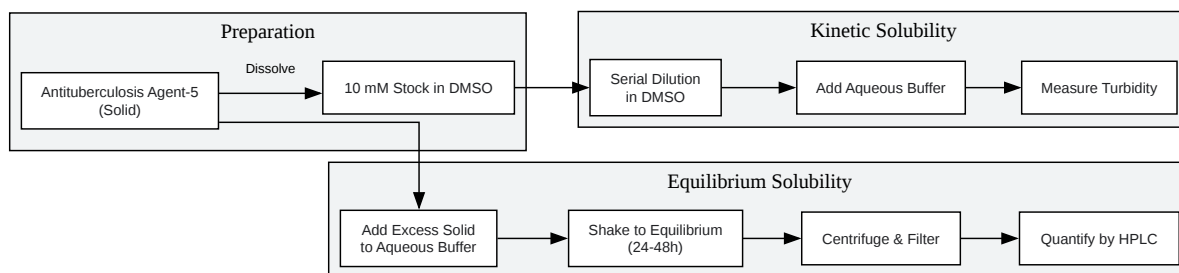 Preparation
Dissolve
Antituberculosis Agent-5
(Solid)
10 mM Stock in DMSO
Kinetic Solubility
Serial Dilution
in DMSO
Add Aqueous Buffer
Measure Turbidity
Equilibrium Solubility
Add Excess Solid
to Aqueous Buffer
Shake to Equilibrium
(24-48h)
Centrifuge & Filter
Quantify by HPLC